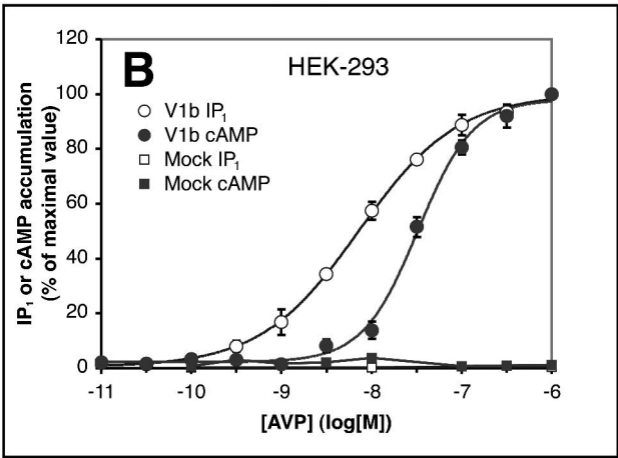 B
HEK-293
V1b IP₁
V1b cAMP
Mock IP₁
Mock cAMP
IP₁ or cAMP accumulation
(% of maximal value)
120
100
80
60
40
20
0
-11 -10 -9 -8 -7 -6
[AVP] (log[M])